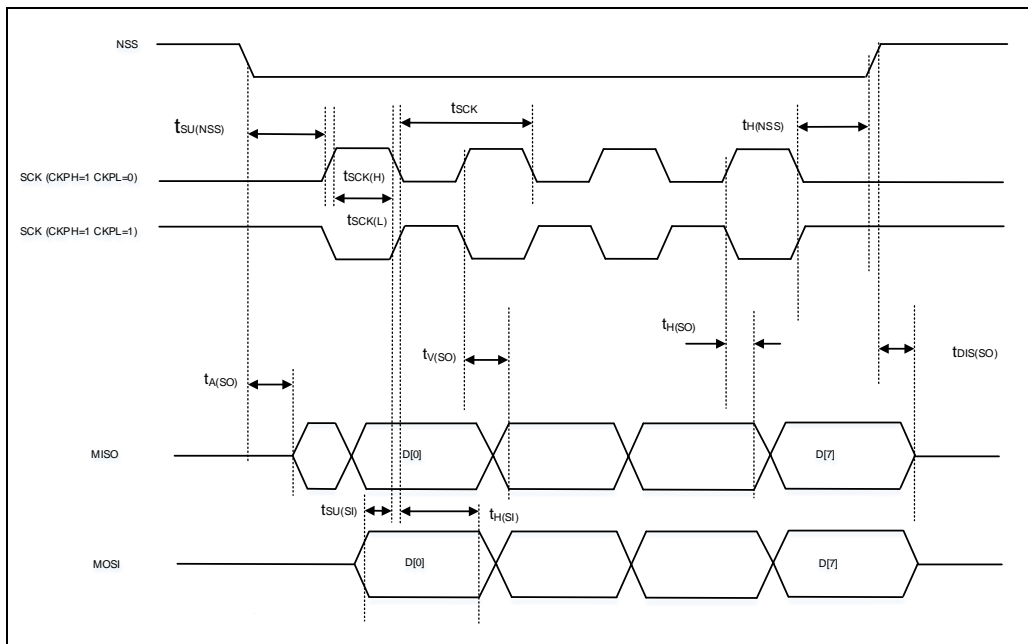 NSS
tSU(NSS)
tSCK
tH(NSS)
SCK (CKPH=1 CKPL=0)
tSCK(H)
tSCK(L)
SCK (CKPH=1 CKPL=1)
tH(SO)
tV(SO)
tDIS(SO)
tA(SO)
MISO
D[0]
D[7]
tSU(SI)
tH(SI)
MOSI
D[0]
D[7]